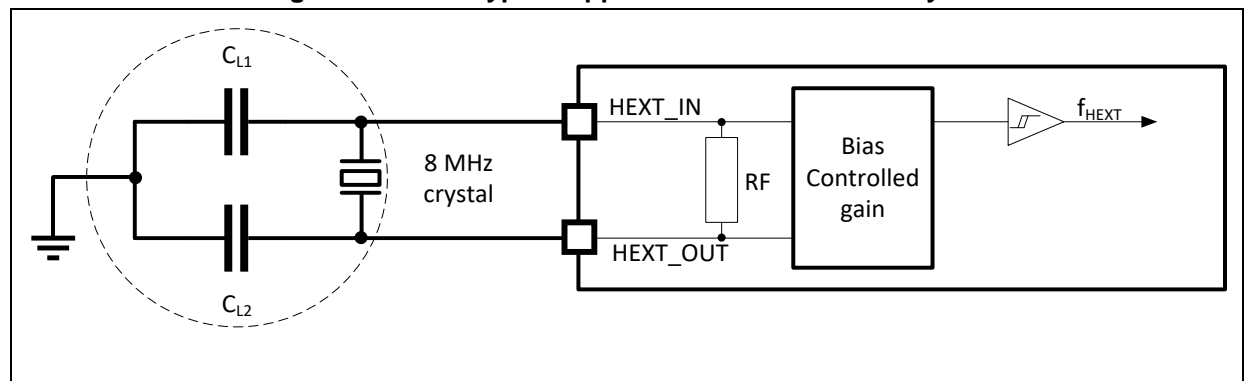 C_L1
HEXT_IN
f_HEXT
8 MHz
crystal
RF
Bias
Controlled
gain
HEXT_OUT
C_L2